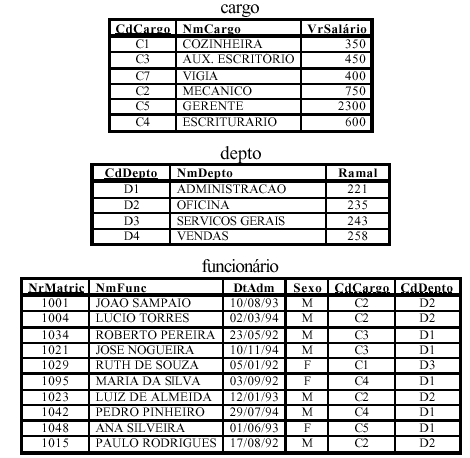 cargo
CdCargo NmCargo VrSalário
C1 COZINHEIRA 350
C3 AUX. ESCRITORIO 450
C7 VIGIA 400
C2 MECANICO 750
C5 GERENTE 2300
C4 ESCRITURARIO 600
depto
CdDepto NmDepto Ramal
D1 ADMINISTRACAO 221
D2 OFICINA 235
D3 SERVICOS GERAIS 243
D4 VENDAS 258
funcionário
NrMatric NmFunc DtAdm Sexo CdCargo CdDepto
1001 JOAO SAMPAIO 10/08/93 M C2 D2
1004 LUCIO TORRES 02/03/94 M C2 D2
1034 ROBERTO PEREIRA 23/05/92 M C3 D1
1021 JOSE NOGUEIRA 10/11/94 M C3 D1
1029 RUTH DE SOUZA 05/01/92 F C1 D3
1095 MARIA DA SILVA 03/09/92 F C4 D1
1023 LUIZ DE ALMEIDA 12/01/93 M C2 D2
1042 PEDRO PINHEIRO 29/07/94 M C4 D1
1048 ANA SILVEIRA 01/06/93 F C5 D1
1015 PAULO RODRIGUES 17/08/92 M C2 D2